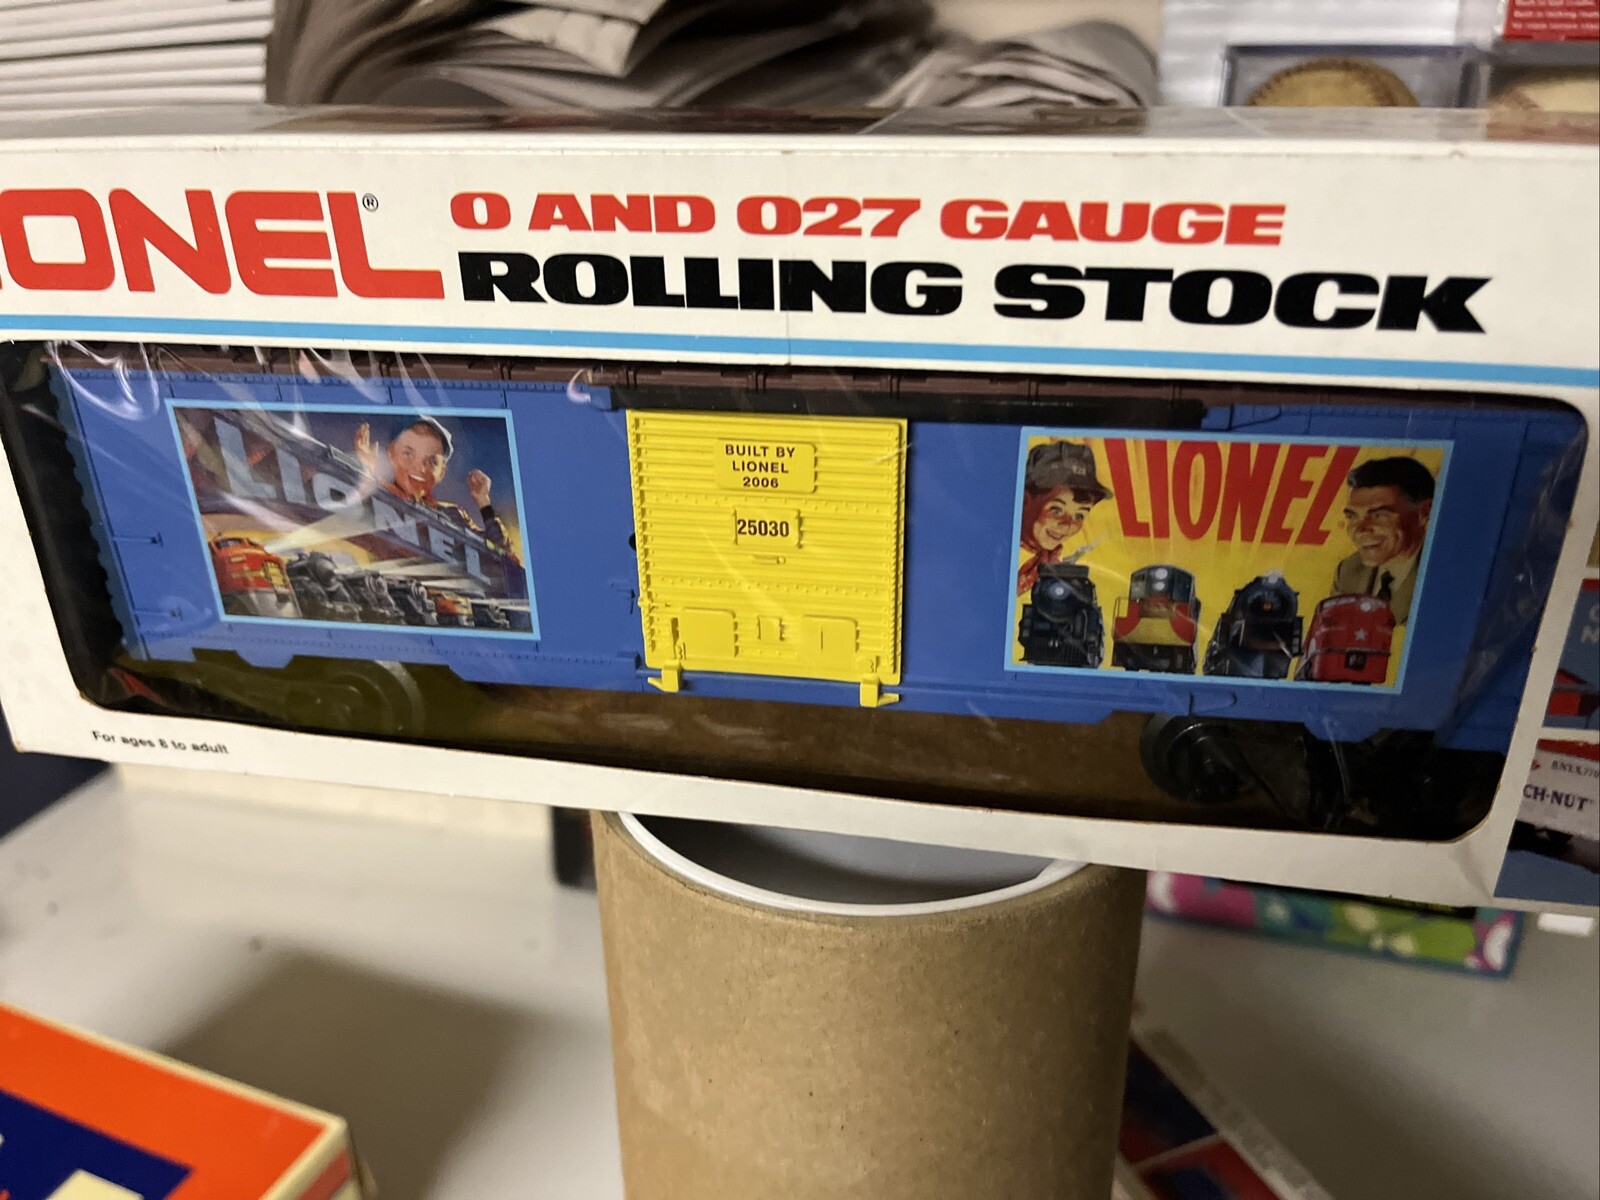 IONEL® O AND O27 GAUGE
ROLLING STOCK
LIONEL
BUILT BY
LIONEL
2006
25030
LIONEL
For ages 8 to adult
CH-NUT